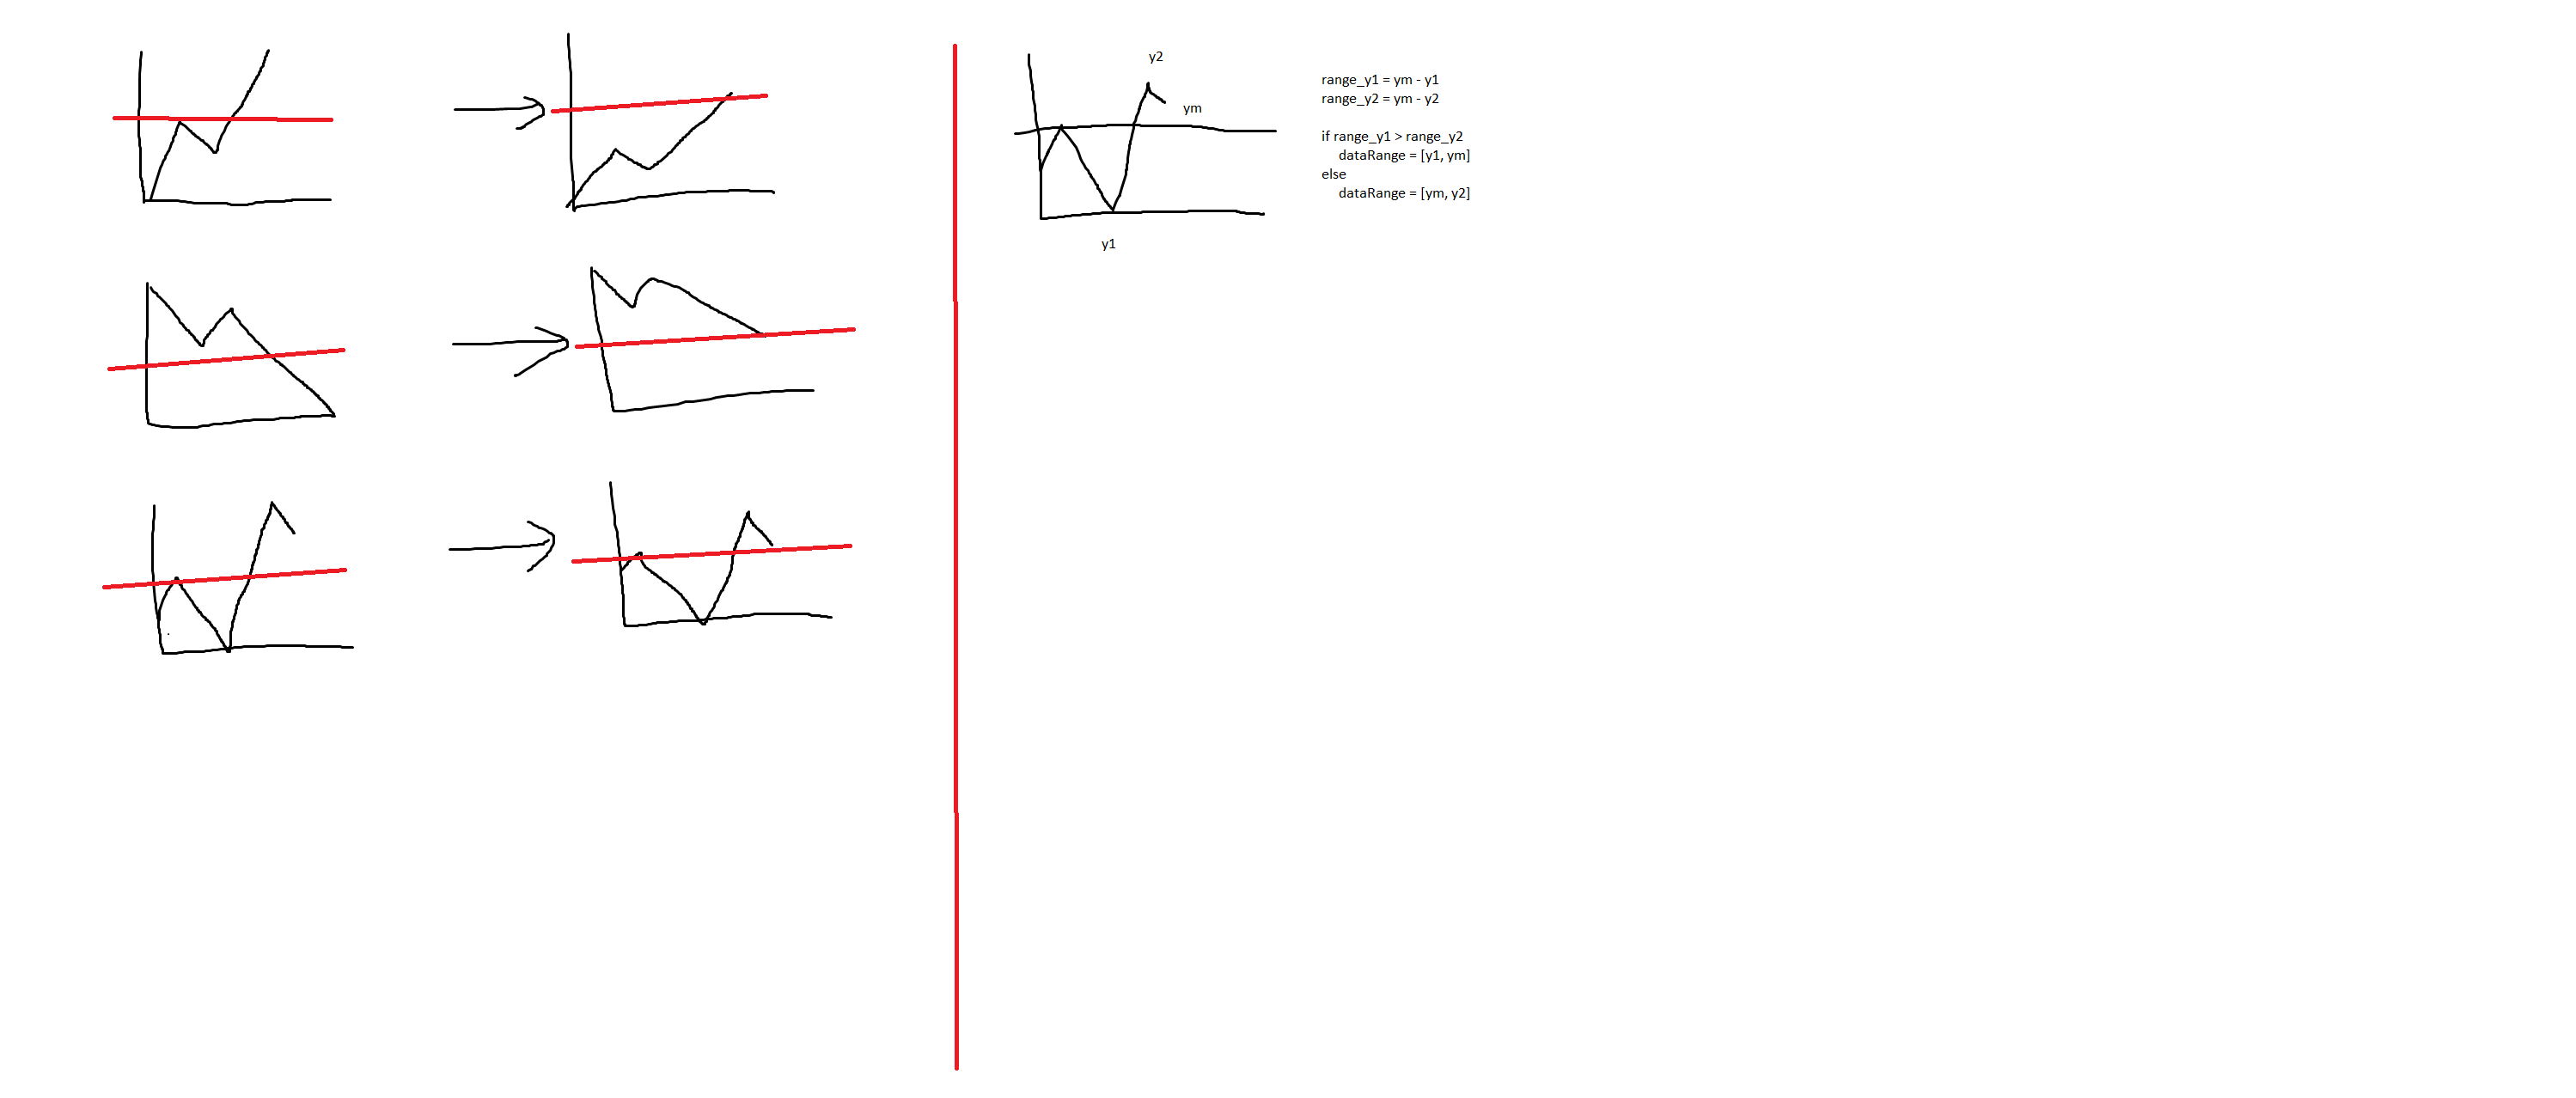 y2
ym
y1
range_y1 = ym - y1
range_y2 = ym - y2
if range_y1 > range_y2
dataRange = [y1, ym]
else
dataRange = [ym, y2]